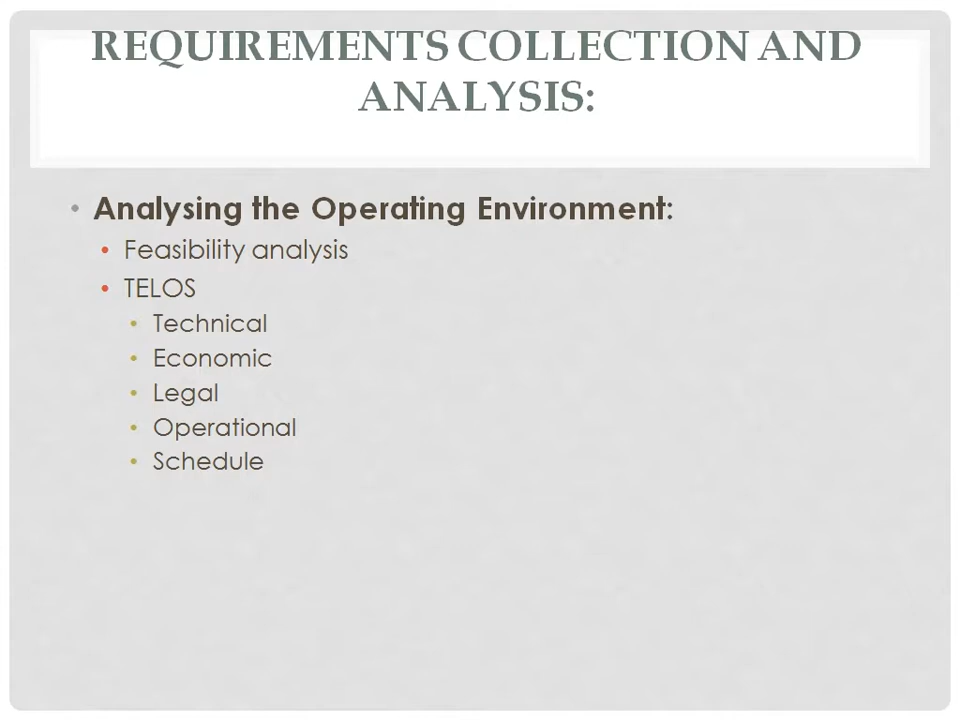 REQUIREMENTS COLLECTION AND
ANALYSIS:
• Analysing the Operating Environment:
• Feasibility analysis
• TELOS
• Technical
• Economic
• Legal
• Operational
• Schedule